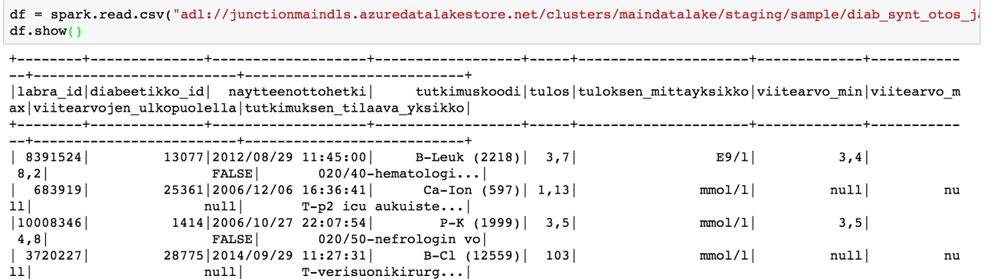 df = spark.read.csv("adl://junctionmaindls.azuredatalakestore.net/clusters/maindatalake/staging/sample/diab_synt_otos_
df.show()
+--------+--------------+-------------------+------------------+-----+---------------------+-------------+-----------
--+-------------------------+---------------------------+
|labra_id|diabeetikko_id|   naytteenottohetki|     tutkimuskoodi|tulos|tuloksen_mittayksikko|viitearvo_min|viitearvo_m
ax|viitearvojen_ulkopuolella|tutkimuksen_tilaava_yksikko|
+--------+--------------+-------------------+------------------+-----+---------------------+-------------+-----------
--+-------------------------+---------------------------+
| 8391524|         13077|2012/08/29 11:45:00|     B-Leuk (2218)|  3,7|                 E9/l|          3,4|
 8,2|                    FALSE|       020/40-hematologi...|
|  683919|         25361|2006/12/06 16:36:41|      Ca-Ion (597)| 1,13|               mmol/l|         null|         nu
ll|                     null|       T-p2 icu aukuiste...|
|10008346|          1414|2006/10/27 22:07:54|        P-K (1999)|  3,5|               mmol/l|          3,5|
 4,8|                    FALSE|       020/50-nefrologin vo|
| 3720227|         28775|2014/09/29 11:27:31|      B-Cl (12559)|  103|               mmol/l|         null|         nu
ll|                     null|       T-verisuonikirurg...|